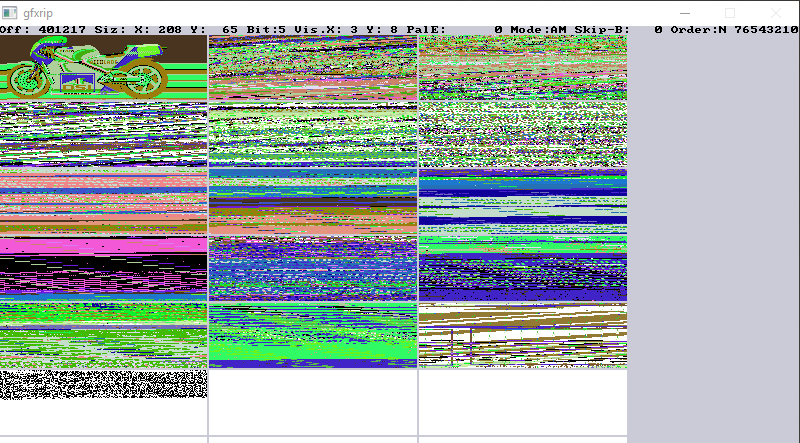 gfxrip
Off: 401217 Siz: X: 208 Y: 65 Bit:5 Vis.X: 3 Y: 8 PalE: 0 Mode:AM Skip-B: 0 Order:N 76543210